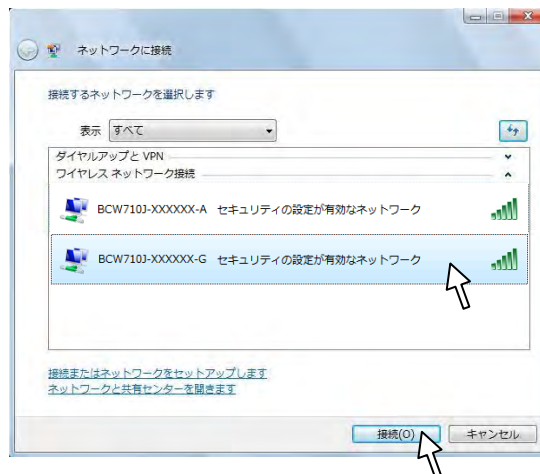 ネットワークに接続
接続するネットワークを選択します
表示 すべて
ダイヤルアップと VPN
ワイヤレス ネットワーク接続
BCW710J-XXXXXX-A セキュリティの設定が有効なネットワーク
BCW710J-XXXXXX-G セキュリティの設定が有効なネットワーク
接続またはネットワークをセットアップします
ネットワークと共有センターを開きます
接続(O) キャンセル